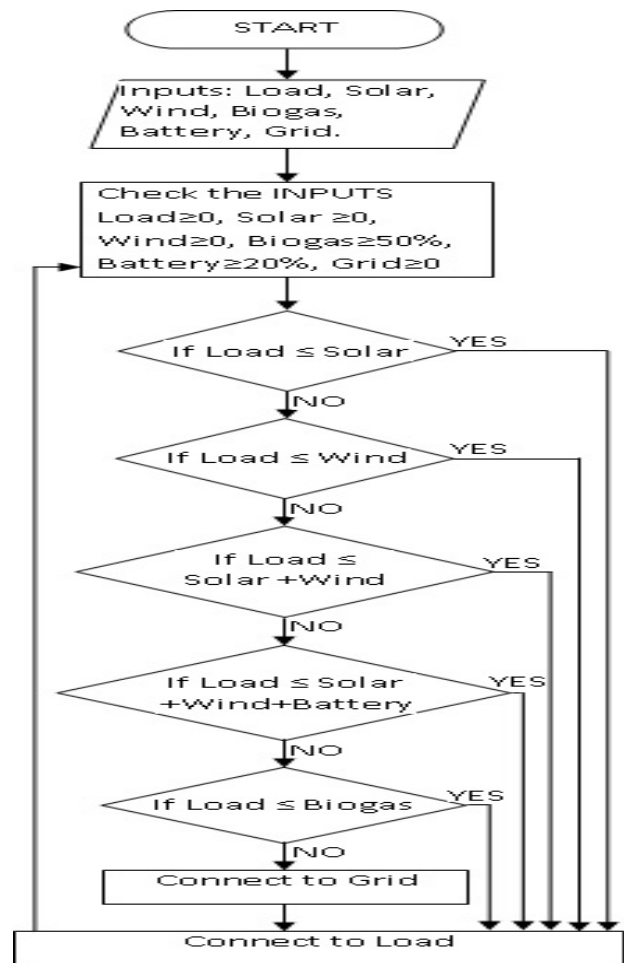 START
Inputs: Load, Solar,
Wind, Biogas,
Battery, Grid.
Check the INPUTS
Load≥0, Solar ≥0,
Wind≥0, Biogas≥50%,
Battery≥20%, Grid≥0
If Load ≤ Solar
YES
NO
If Load ≤ Wind
YES
NO
If Load ≤
Solar +Wind
YES
NO
If Load ≤ Solar
+Wind+Battery
YES
NO
If Load ≤ Biogas
YES
NO
Connect to Grid
Connect to Load